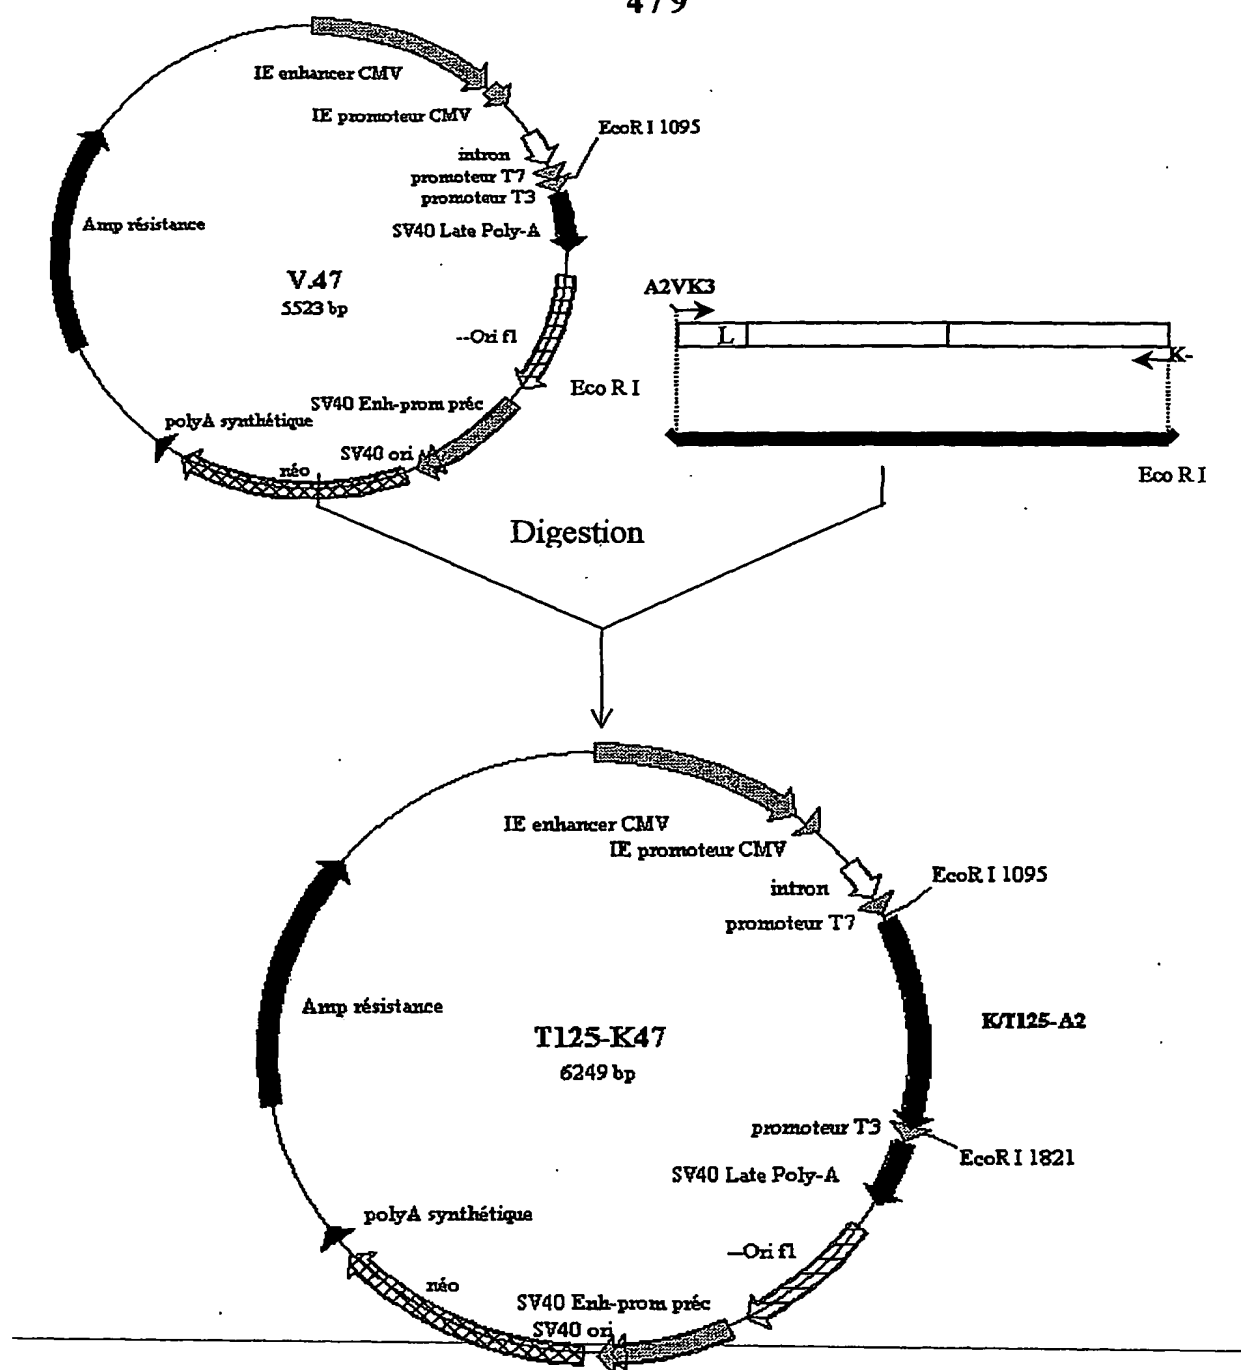 4/9
IE enhancer CMV
IE promoteur CMV
EcoR I 1095
intron
promoteur T7
promoteur T3
Amp résistance
SV40 Late Poly-A
V.47
5523 bp
A2VK3
L
--Ori f1
K-
Eco R I
SV40 Enh-prom préc
polyA synthétique
SV40 ori
néo
Eco R I
Digestion
IE enhancer CMV
IE promoteur CMV
EcoR I 1095
intron
promoteur T7
Amp résistance
K/T125-A2
T125-K47
6249 bp
promoteur T3
EcoR I 1821
SV40 Late Poly-A
polyA synthétique
--Ori f1
néo
SV40 Enh-prom préc
SV40 ori